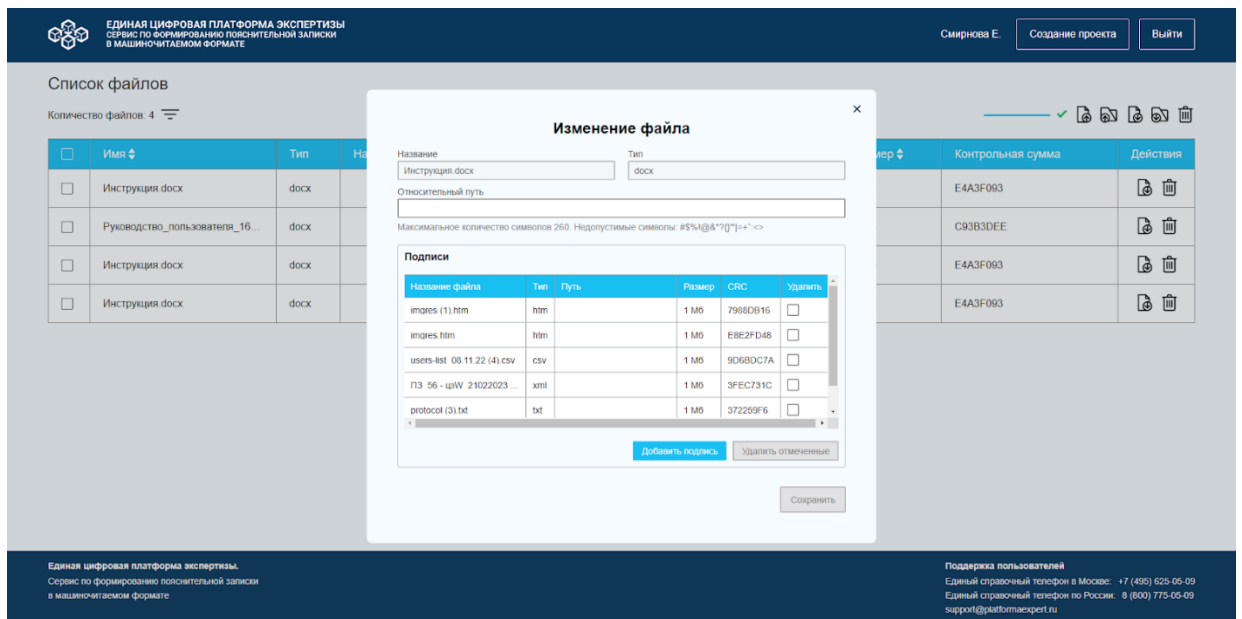 ЕДИНАЯ ЦИФРОВАЯ ПЛАТФОРМА ЭКСПЕРТИЗЫ
СЕРВИС ПО ФОРМИРОВАНИЮ ПОЯСНИТЕЛЬНОЙ ЗАПИСКИ
В МАШИНОЧИТАЕМОМ ФОРМАТЕ
Смирнова Е. Создание проекта Выйти
Список файлов
Количество файлов: 4
Имя Тип На мер Контрольная сумма Действия
Инструкция.docx docx E4A3F093
Руководство_пользователя_16... docx C93B3DEE
Инструкция.docx docx E4A3F093
Инструкция.docx docx E4A3F093
Изменение файла
Название Тип
Инструкция.docx docx
Относительный путь
Максимальное количество символов 260. Недопустимые символы:
Подписи
Название файла Тип Путь Размер CRC Удалить
imgres (1).htm htm 1 Мб 7988DB16
imgres.htm htm 1 Мб E8E2FD48
users-list_08.11.22 (4).csv csv 1 Мб 9D6BDC7A
ПЗ_56 - цзW_21022023 ... xml 1 Мб 3FEC731C
protocol (3).txt txt 1 Мб 372259F6
Добавить подпись Удалить отмеченные
Сохранить
Единая цифровая платформа экспертизы.
Сервис по формированию пояснительной записки
в машиночитаемом формате
Поддержка пользователей
Единый справочный телефон в Москве: +7 (495) 625-05-09
Единый справочный телефон по России: 8 (800) 775-05-09
support@platformaexpert.ru